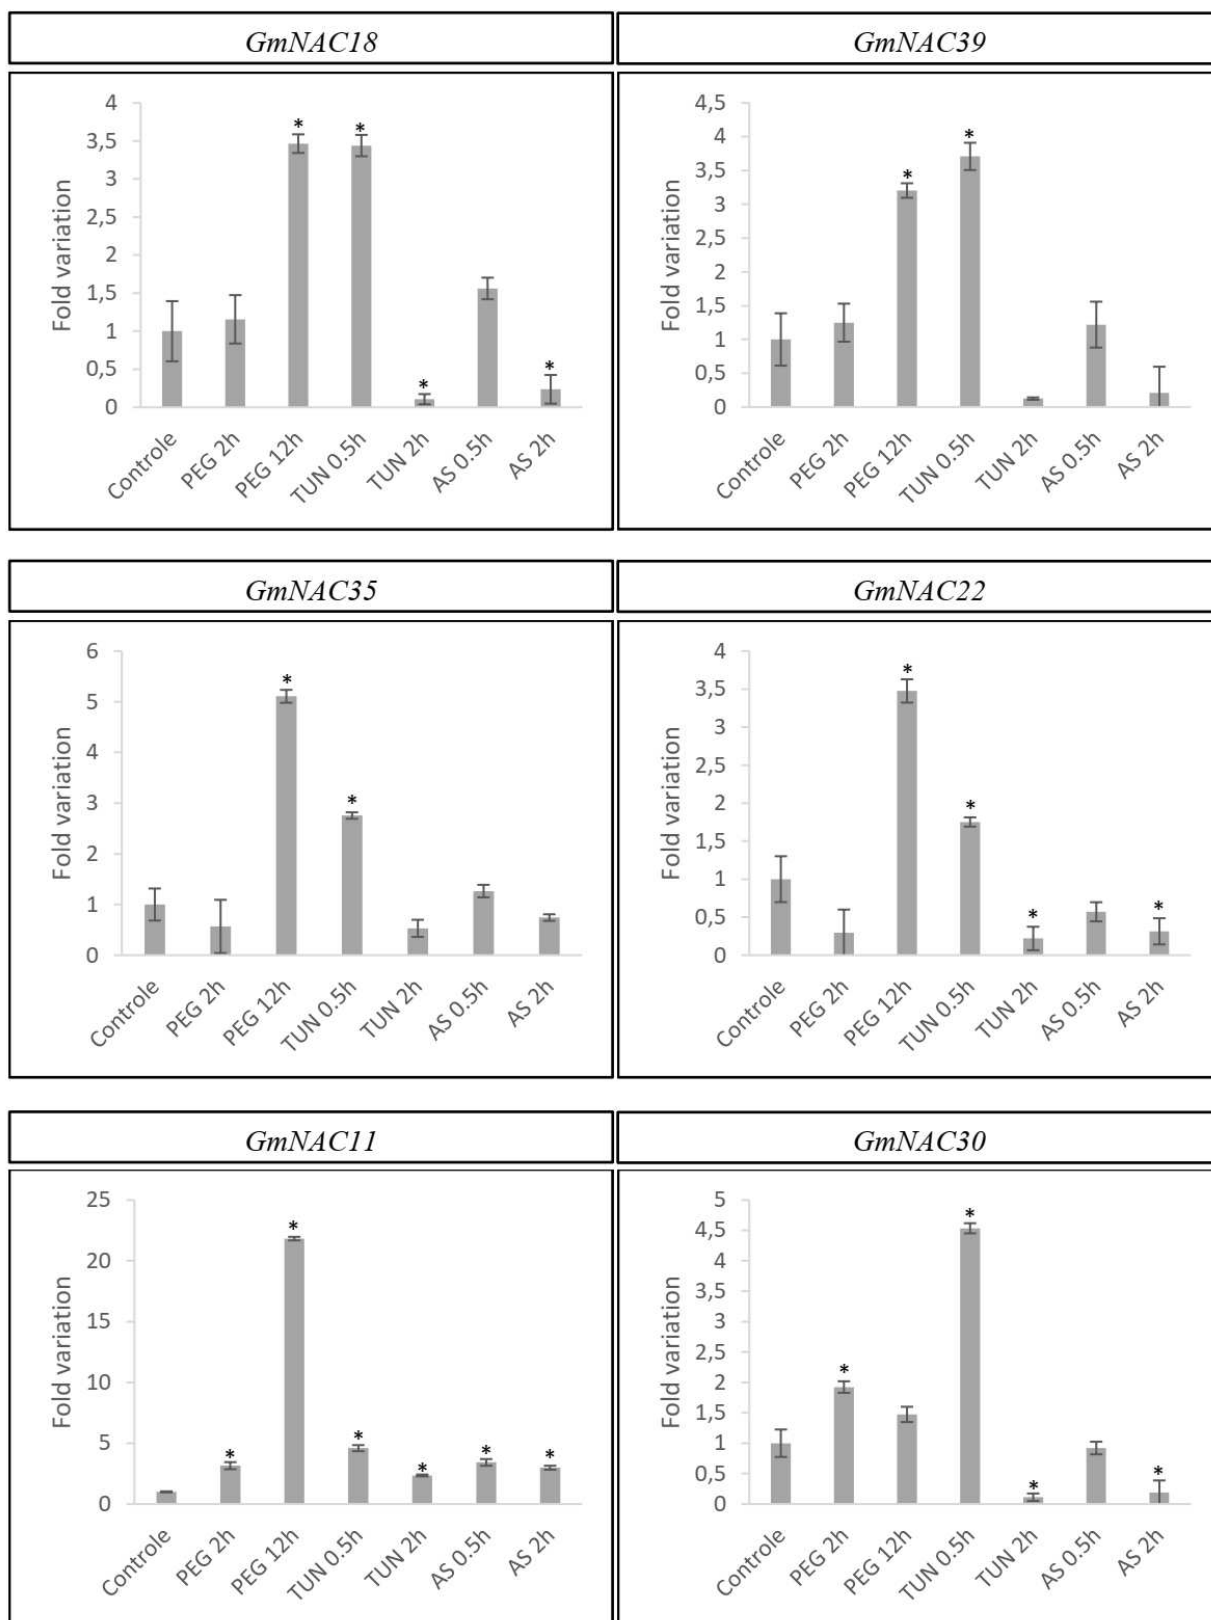 GmNAC18
GmNAC39
Fold variation
4
3,5
3
2,5
2
1,5
1
0,5
0
* * * *
Controle PEG 2h PEG 12h TUN 0.5h TUN 2h AS 0.5h AS 2h
Fold variation
4,5
4
3,5
3
2,5
2
1,5
1
0,5
0
* *
Controle PEG 2h PEG 12h TUN 0.5h TUN 2h AS 0.5h AS 2h
GmNAC35
GmNAC22
Fold variation
6
5
4
3
2
1
0
* *
Controle PEG 2h PEG 12h TUN 0.5h TUN 2h AS 0.5h AS 2h
Fold variation
4
3,5
3
2,5
2
1,5
1
0,5
0
* * * *
Controle PEG 2h PEG 12h TUN 0.5h TUN 2h AS 0.5h AS 2h
GmNAC11
GmNAC30
Fold variation
25
20
15
10
5
0
* * * * * *
Controle PEG 2h PEG 12h TUN 0.5h TUN 2h AS 0.5h AS 2h
Fold variation
5
4,5
4
3,5
3
2,5
2
1,5
1
0,5
0
* * * *
Controle PEG 2h PEG 12h TUN 0.5h TUN 2h AS 0.5h AS 2h